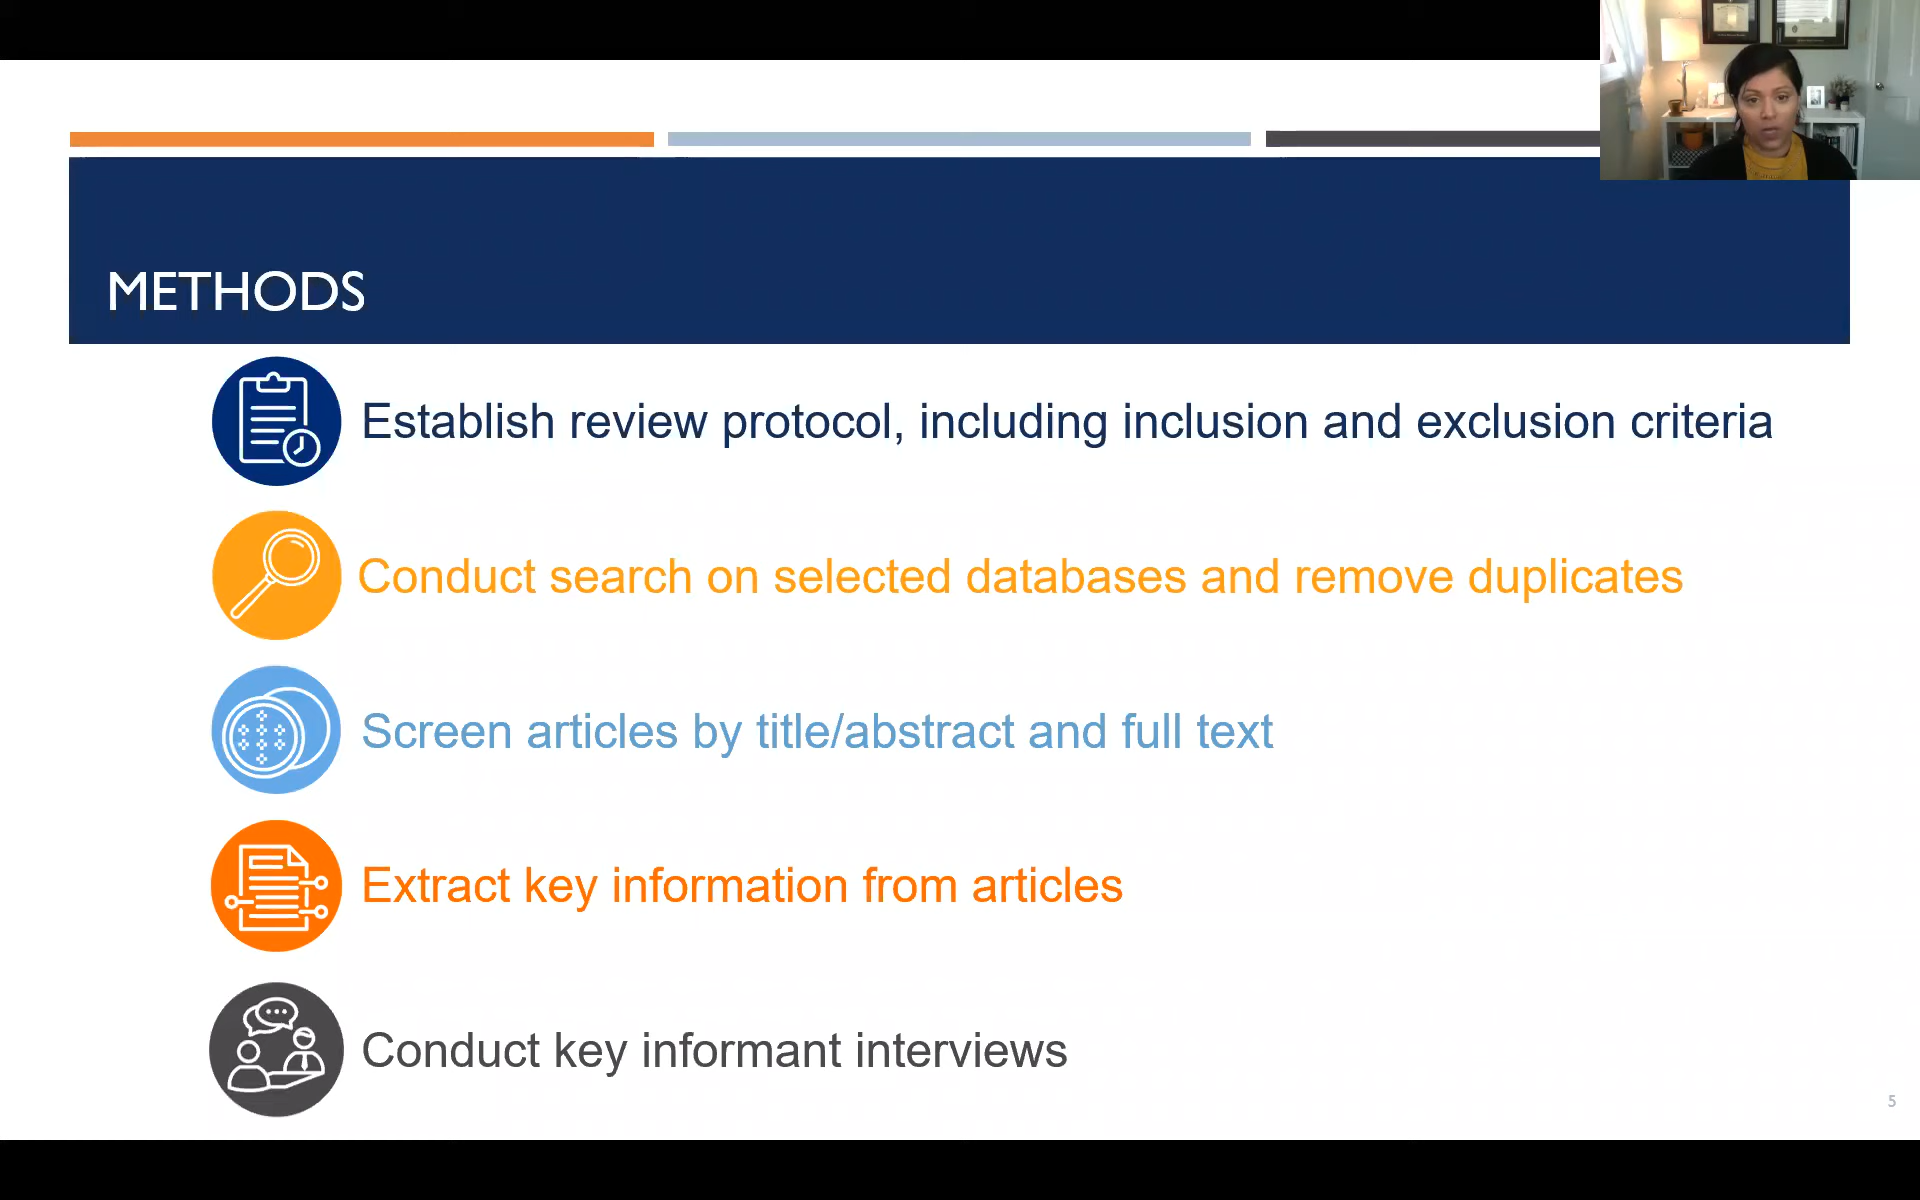 METHODS
Establish review protocol, including inclusion and exclusion criteria
Conduct search on selected databases and remove duplicates
Screen articles by title/abstract and full text
Extract key information from articles
Conduct key informant interviews
5